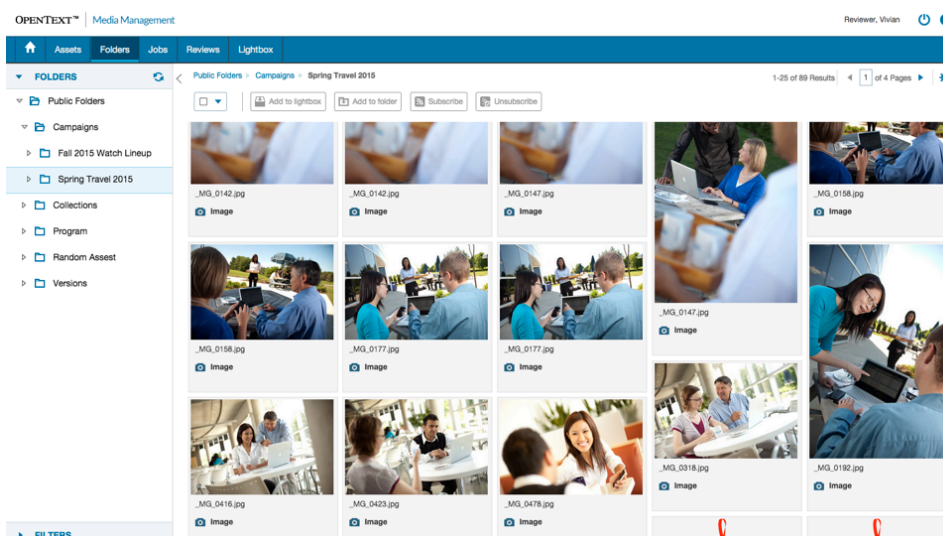 OPENTEXT™ | Media Management
Reviewer, Vivian
Assets Folders Jobs Reviews Lightbox
FOLDERS
Public Folders
Campaigns
Fall 2015 Watch Lineup
Spring Travel 2015
Collections
Program
Random Assest
Versions
FILTERS
Public Folders Campaigns Spring Travel 2015
1-25 of 89 Results 1 of 4 Pages
Add to lightbox Add to folder Subscribe Unsubscribe
_MG_0142.jpg
Image
_MG_0142.jpg
Image
_MG_0147.jpg
Image
_MG_0147.jpg
Image
_MG_0158.jpg
Image
_MG_0158.jpg
Image
_MG_0177.jpg
Image
_MG_0177.jpg
Image
_MG_0318.jpg
Image
_MG_0192.jpg
Image
_MG_0416.jpg
Image
_MG_0423.jpg
Image
_MG_0478.jpg
Image